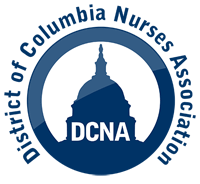 District of Columbia Nurses Association
DCNA